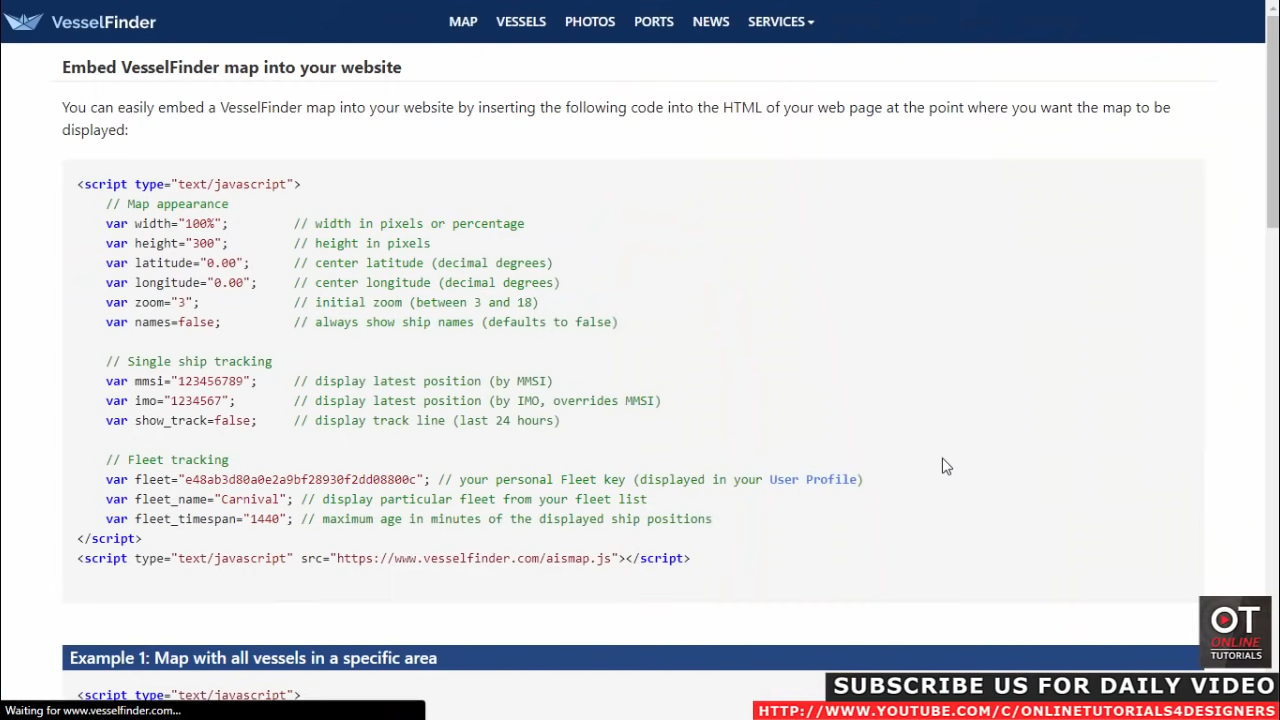 VesselFinder MAP VESSELS PHOTOS PORTS NEWS SERVICES
Embed VesselFinder map into your website
You can easily embed a VesselFinder map into your website by inserting the following code into the HTML of your web page at the point where you want the map to be
displayed:
<script type="text/javascript">
// Map appearance
var width="100%"; // width in pixels or percentage
var height="300"; // height in pixels
var latitude="0.00"; // center latitude (decimal degrees)
var longitude="0.00"; // center longitude (decimal degrees)
var zoom="3"; // initial zoom (between 3 and 18)
var names=false; // always show ship names (defaults to false)
// Single ship tracking
var mmsi="123456789"; // display latest position (by MMSI)
var imo="1234567"; // display latest position (by IMO, overrides MMSI)
var show_track=false; // display track line (last 24 hours)
// Fleet tracking
var fleet="e48ab3d80a0e2a9bf28930f2dd08800c"; // your personal Fleet key (displayed in your User Profile)
var fleet_name="Carnival"; // display particular fleet from your fleet list
var fleet_timespan="1440"; // maximum age in minutes of the displayed ship positions
</script>
<script type="text/javascript" src="https://www.vesselfinder.com/aismap.js"></script>
Example 1: Map with all vessels in a specific area
<script type="text/javascript">
Waiting for www.vesselfinder.com...
OT
ONLINE
TUTORIALS
SUBSCRIBE US FOR DAILY VIDEO
HTTP://WWW.YOUTUBE.COM/C/ONLINETUTORIALS4DESIGNERS